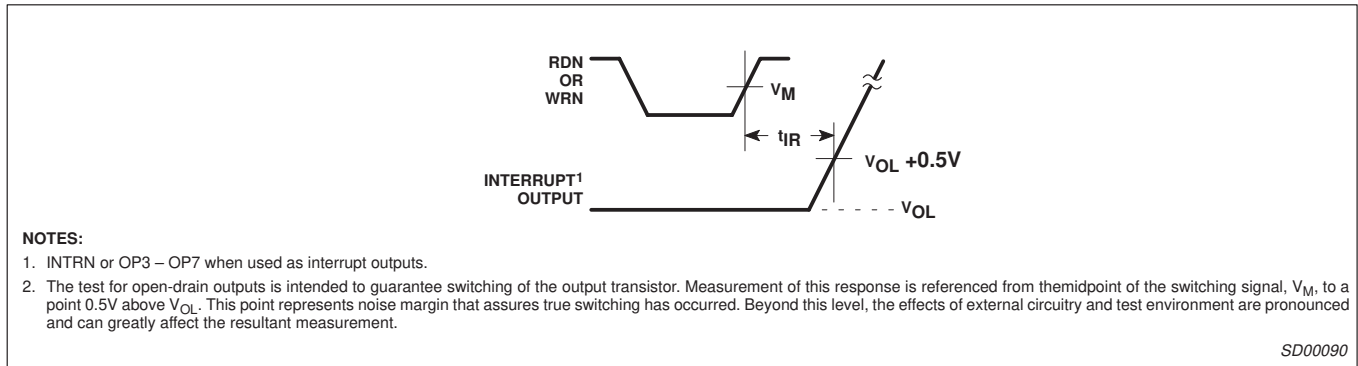 RDN
OR
WRN
VM
tIR
VOL +0.5V
INTERRUPT1
OUTPUT
VOL
NOTES:
1. INTRN or OP3 – OP7 when used as interrupt outputs.
2. The test for open-drain outputs is intended to guarantee switching of the output transistor. Measurement of this response is referenced from themidpoint of the switching signal, VM, to a
point 0.5V above VOL. This point represents noise margin that assures true switching has occurred. Beyond this level, the effects of external circuitry and test environment are pronounced
and can greatly affect the resultant measurement.
SD00090